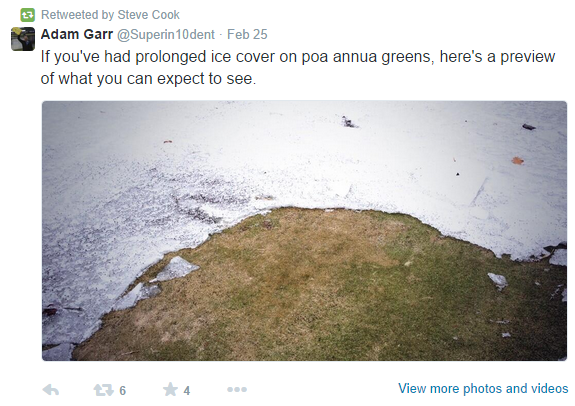 Retweeted by Steve Cook
Adam Garr @Superin10dent · Feb 25
If you've had prolonged ice cover on poa annua greens, here's a preview
of what you can expect to see.
6
4
View more photos and videos